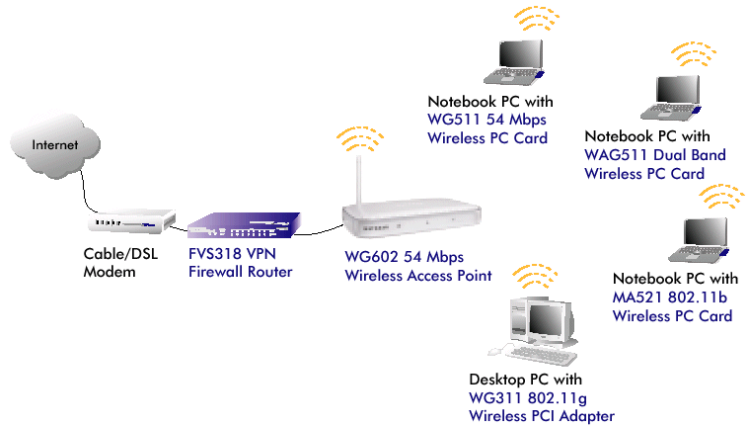 Notebook PC with
WG511 54 Mbps
Wireless PC Card
Notebook PC with
WAG511 Dual Band
Wireless PC Card
Internet
Cable/DSL
Modem
FVS318 VPN
Firewall Router
WG602 54 Mbps
Wireless Access Point
Notebook PC with
MA521 802.11b
Wireless PC Card
Desktop PC with
WG311 802.11g
Wireless PCI Adapter